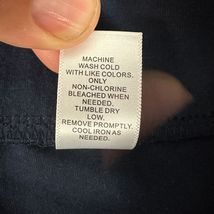 MACHINE
WASH COLD
WITH LIKE COLORS.
ONLY
NON-CHLORINE
BLEACHED WHEN
NEEDED.
TUMBLE DRY
LOW.
REMOVE PROMPTLY.
COOL IRON AS
NEEDED.